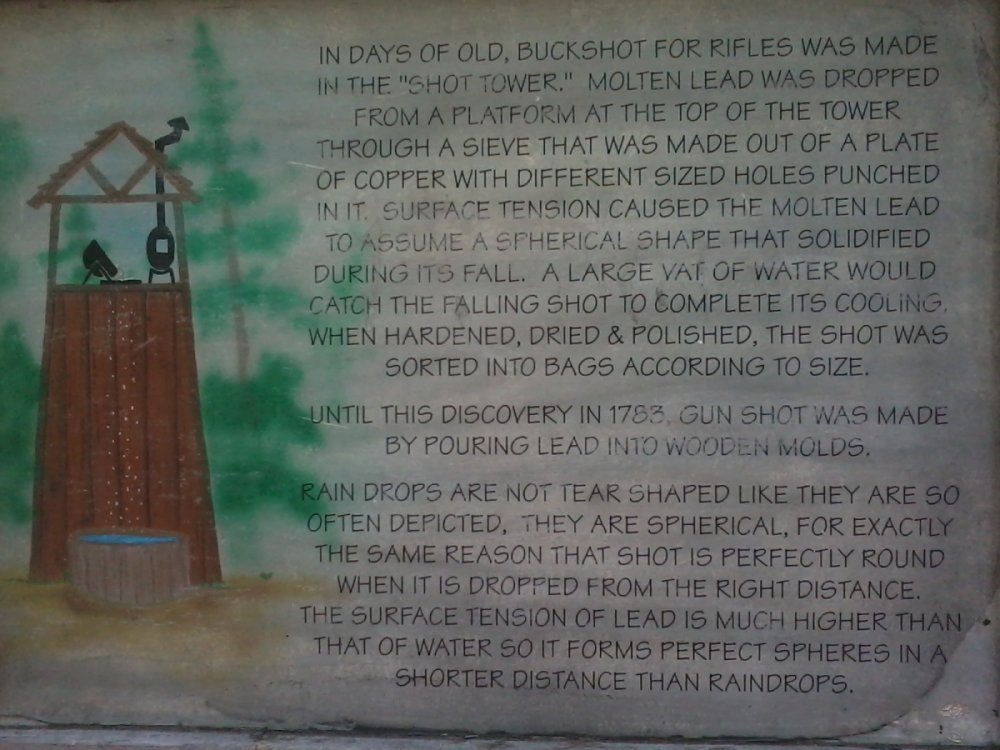 IN DAYS OF OLD, BUCKSHOT FOR RIFLES WAS MADE
IN THE "SHOT TOWER." MOLTEN LEAD WAS DROPPED
FROM A PLATFORM AT THE TOP OF THE TOWER
THROUGH A SIEVE THAT WAS MADE OUT OF A PLATE
OF COPPER WITH DIFFERENT SIZED HOLES PUNCHED
IN IT. SURFACE TENSION CAUSED THE MOLTEN LEAD
TO ASSUME A SPHERICAL SHAPE THAT SOLIDIFIED
DURING ITS FALL. A LARGE VAT OF WATER WOULD
CATCH THE FALLING SHOT TO COMPLETE ITS COOLING.
WHEN HARDENED, DRIED & POLISHED, THE SHOT WAS
SORTED INTO BAGS ACCORDING TO SIZE.
UNTIL THIS DISCOVERY IN 1783, GUN SHOT WAS MADE
BY POURING LEAD INTO WOODEN MOLDS.
RAIN DROPS ARE NOT TEAR SHAPED LIKE THEY ARE SO
OFTEN DEPICTED, THEY ARE SPHERICAL, FOR EXACTLY
THE SAME REASON THAT SHOT IS PERFECTLY ROUND
WHEN IT IS DROPPED FROM THE RIGHT DISTANCE.
THE SURFACE TENSION OF LEAD IS MUCH HIGHER THAN
THAT OF WATER SO IT FORMS PERFECT SPHERES IN A
SHORTER DISTANCE THAN RAINDROPS.